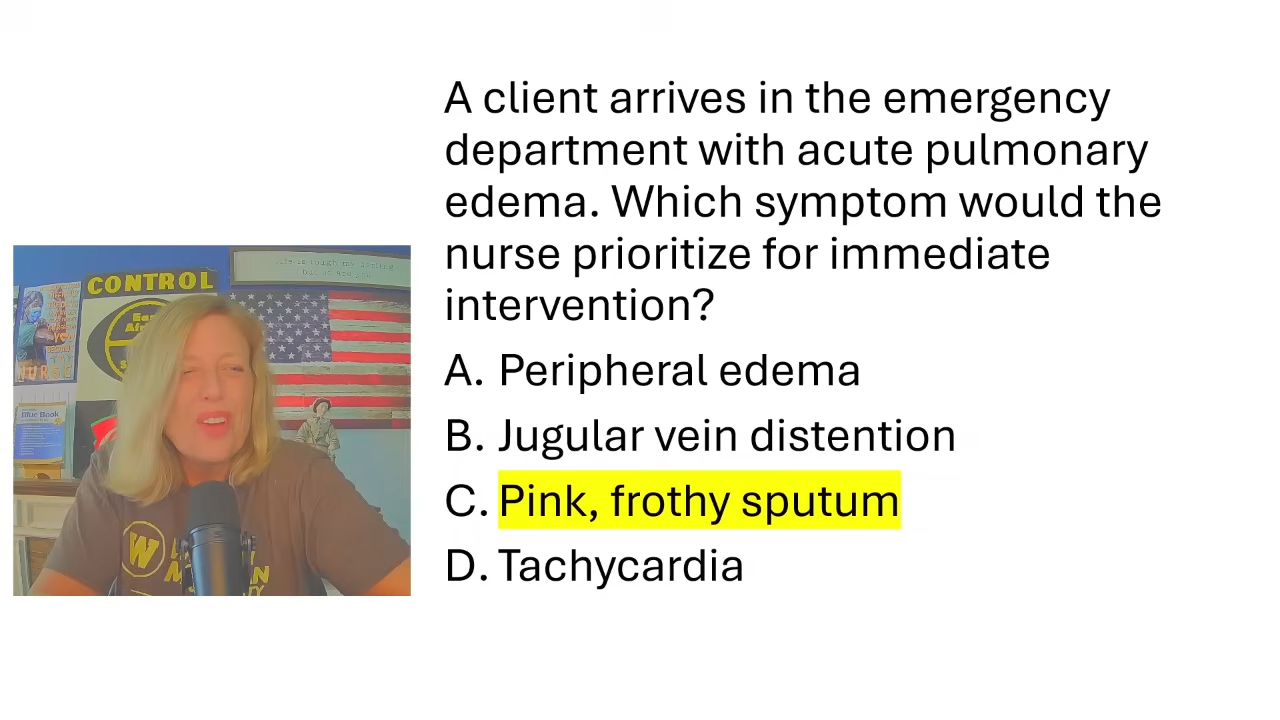 A client arrives in the emergency
department with acute pulmonary
edema. Which symptom would the
nurse prioritize for immediate
intervention?
A. Peripheral edema
B. Jugular vein distention
C. Pink, frothy sputum
D. Tachycardia
CONTROL
NURSE
Blue Book
W